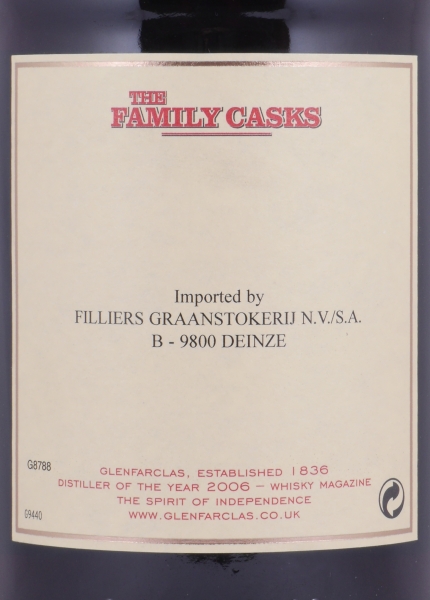 THE
FAMILY CASKS
Imported by
FILLIERS GRAANSTOKERIJ N.V./S.A.
B - 9800 DEINZE
G8788
GLENFARCLAS, ESTABLISHED 1836
DISTILLER OF THE YEAR 2006 – WHISKY MAGAZINE
THE SPIRIT OF INDEPENDENCE
G9440
WWW.GLENFARCLAS.CO.UK